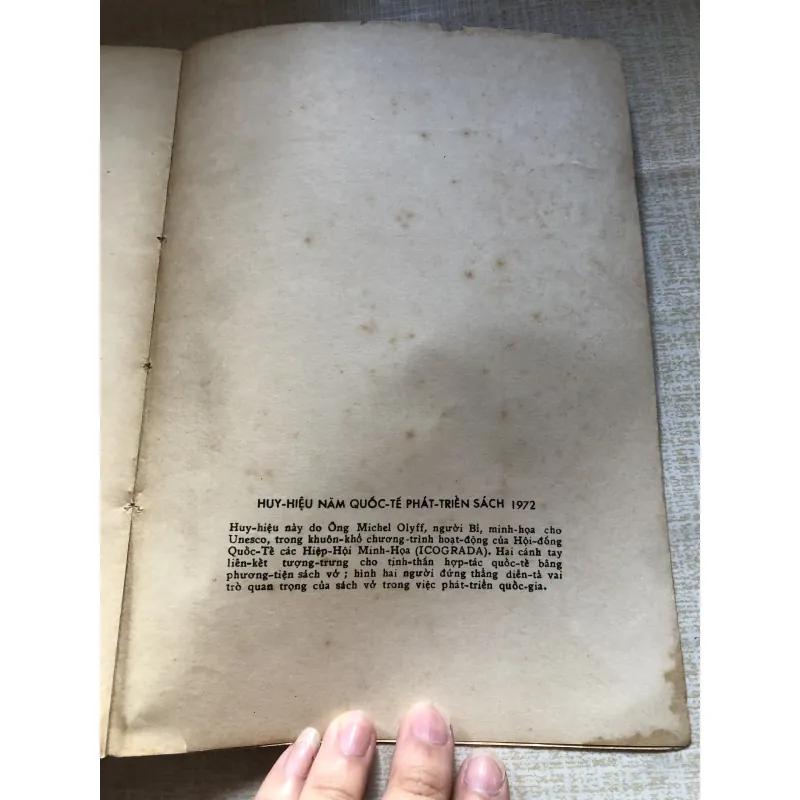 HUY-HIỆU NĂM QUỐC-TẾ PHÁT-TRIỂN SÁCH 1972
Huy-hiệu này do Ông Michel Olyff, người Bỉ, minh-họa cho
Unesco, trong khuôn-khổ chương-trình hoạt-động của Hội-đồng
Quốc-Tế các Hiệp-Hội Minh-Họa (ICOGRADA). Hai cánh tay
liên-kết tượng-trưng cho tinh-thần hợp-tác quốc-tế bằng
phương-tiện sách vở ; hình hai người đứng thẳng diễn-tả vai
trò quan trọng của sách vở trong việc phát-triển quốc-gia.